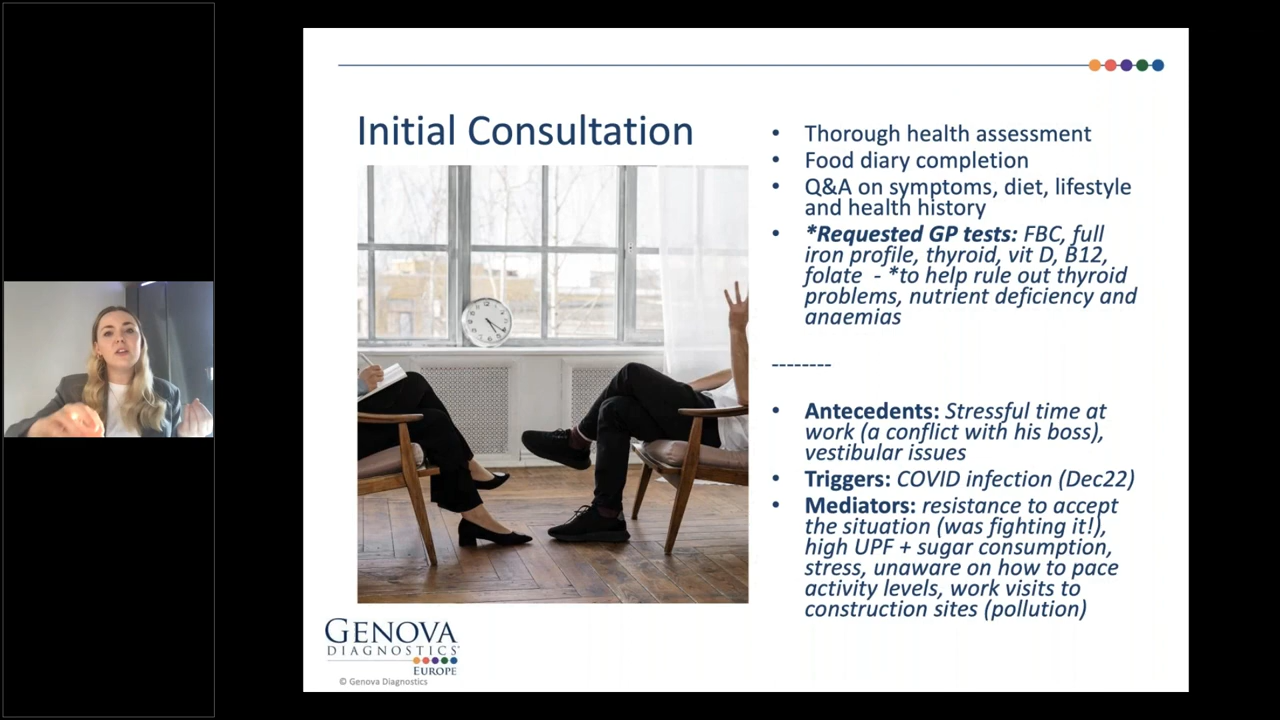 Initial Consultation
• Thorough health assessment
• Food diary completion
• Q&A on symptoms, diet, lifestyle
and health history
• *Requested GP tests: FBC, full
iron profile, thyroid, vit D, B12,
folate - *to help rule out thyroid
problems, nutrient deficiency and
anaemias
--------
• Antecedents: Stressful time at
work (a conflict with his boss),
vestibular issues
• Triggers: COVID infection (Dec22)
• Mediators: resistance to accept
the situation (was fighting it!),
high UPF + sugar consumption,
stress, unaware on how to pace
activity levels, work visits to
construction sites (pollution)
GENOVA
DIAGNOSTICS
EUROPE
© Genova Diagnostics